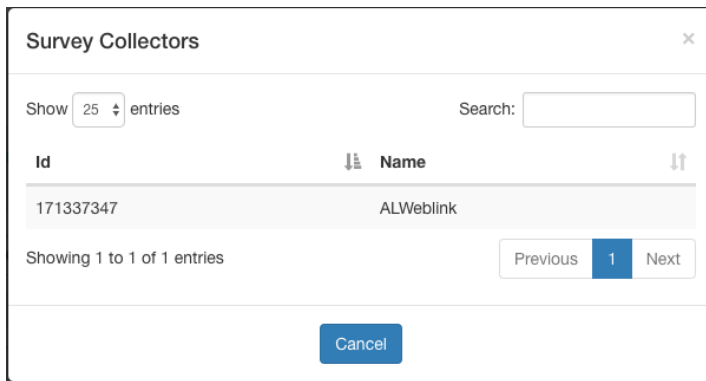 Survey Collectors ×
Show 25 entries Search:
Id Name
171337347 ALWeblink
Showing 1 to 1 of 1 entries Previous 1 Next
Cancel